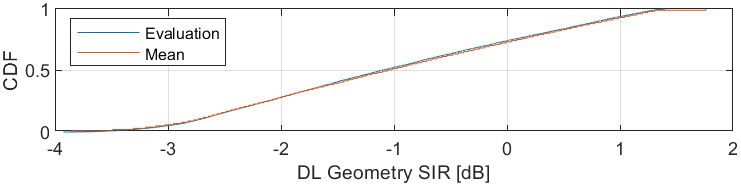 1
Evaluation
Mean
CDF
0.5
0
-4 -3 -2 -1 0 1 2
DL Geometry SIR [dB]